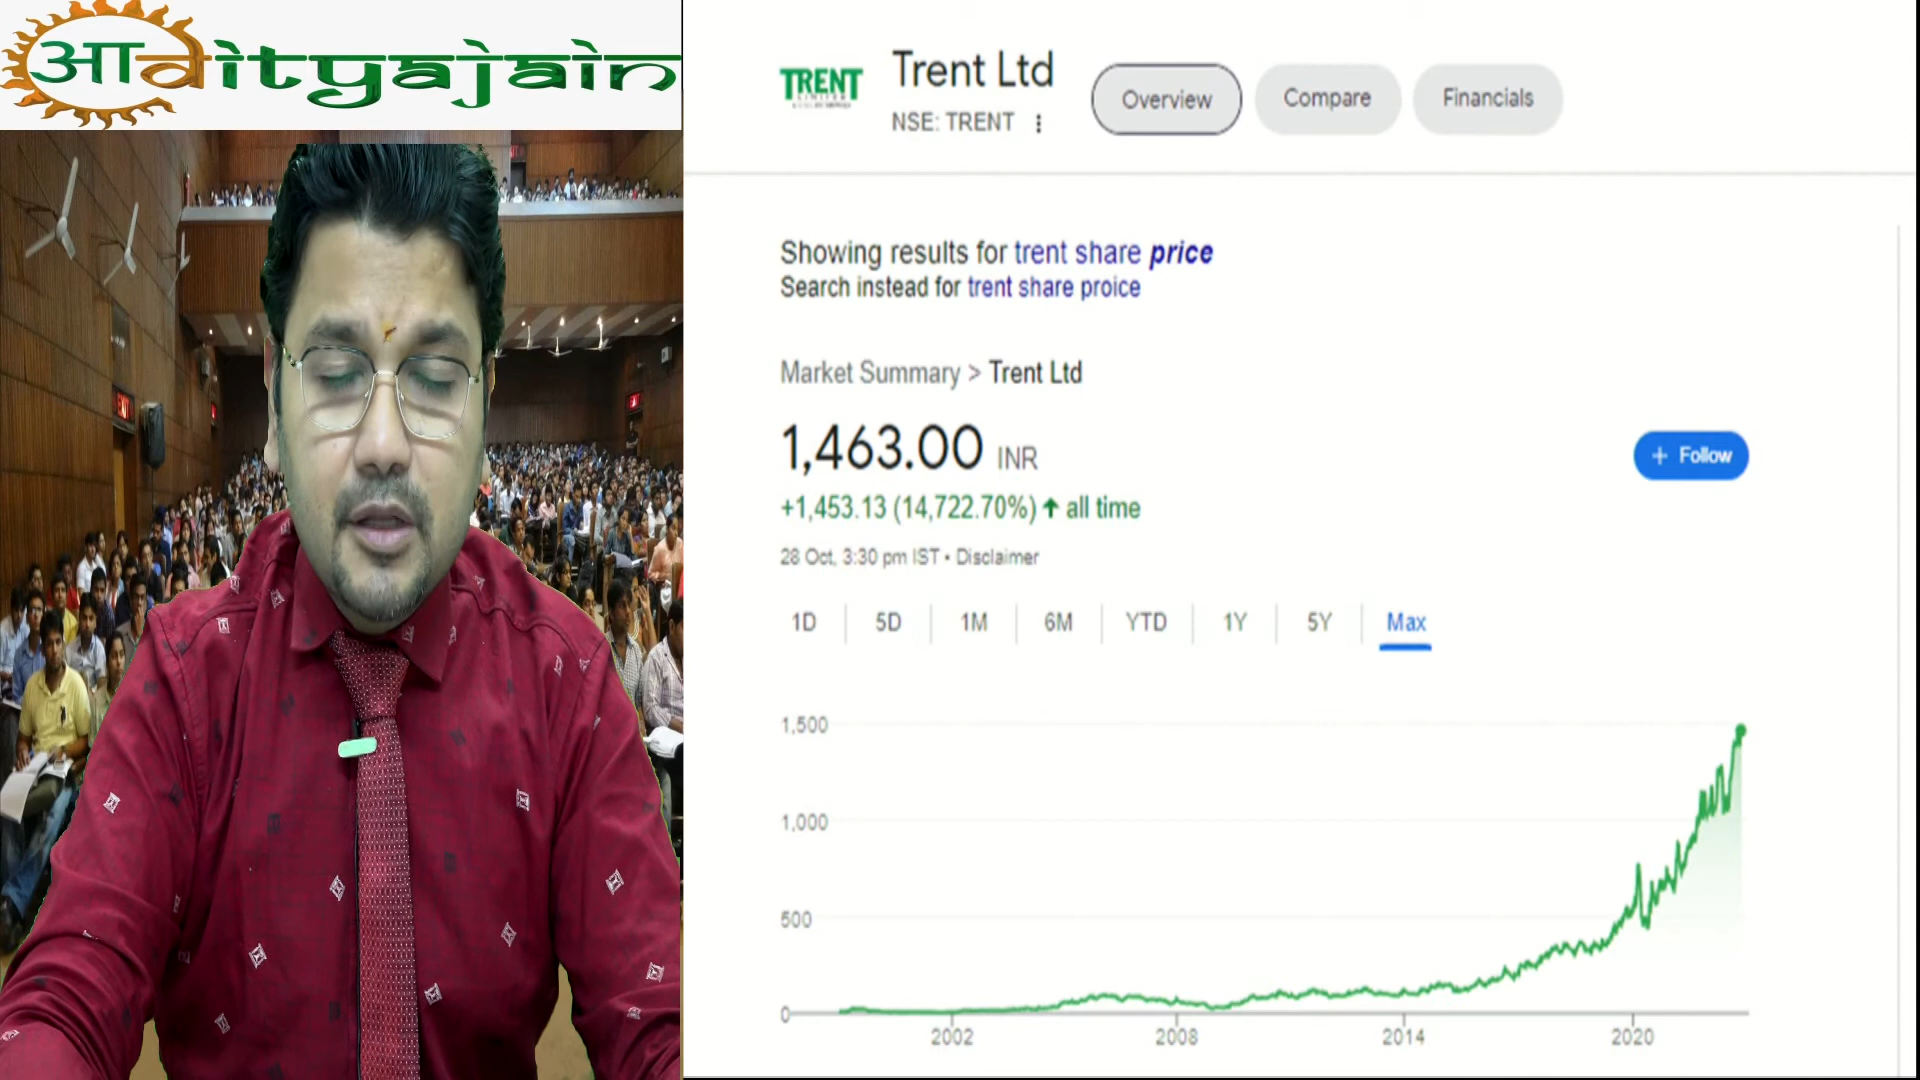 आdityajain
TRENT
LIMITED
Trent Ltd
NSE: TRENT
Overview
Compare
Financials
Showing results for trent share price
Search instead for trent share proice
Market Summary > Trent Ltd
1,463.00 INR
+ Follow
+1,453.13 (14,722.70%) ↑ all time
28 Oct, 3:30 pm IST • Disclaimer
1D 5D 1M 6M YTD 1Y 5Y Max
1,500
1,000
500
0
2002 2008 2014 2020
EXIT